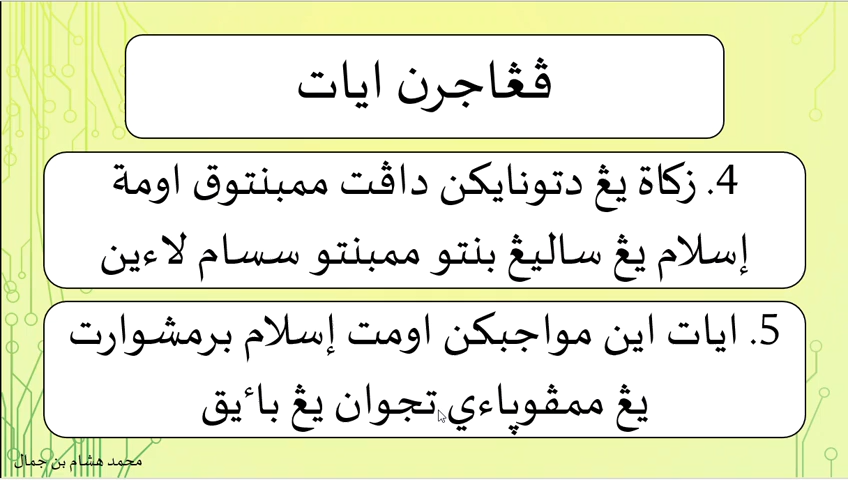 ڤڠاجرن ايات
4. زكاة يڠ دتونايكن داڤت ممبنتوق اومة
إسلام يڠ ساليڠ بنتو ممبنتو سسام لاءين
5. ايات اين مواجبكن اومت إسلام برمشوارت
يڠ ممڤوڽاءي تجوان يڠ باٴيق
محمد هشام بن جمال